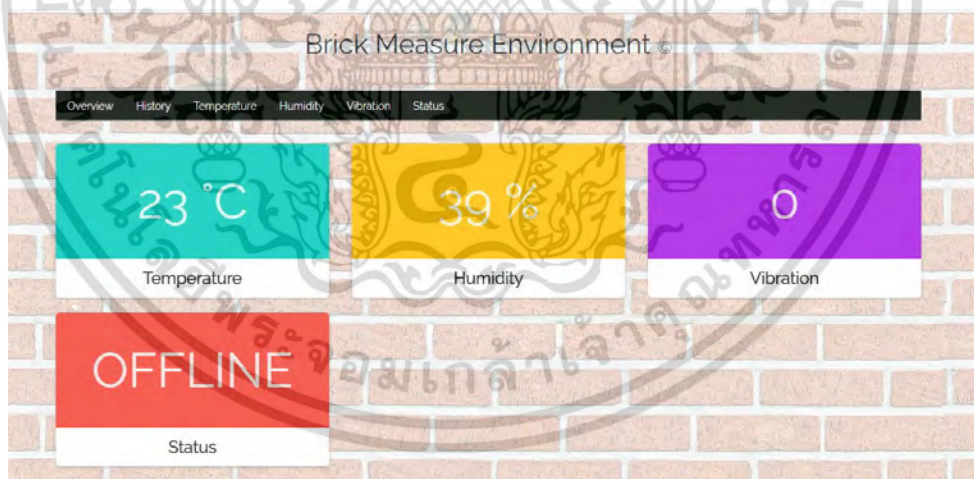 Brick Measure Environment ©
Overview History Temperature Humidity Vibration Status
23 °C
39 %
0
Temperature
Humidity
Vibration
OFFLINE
Status